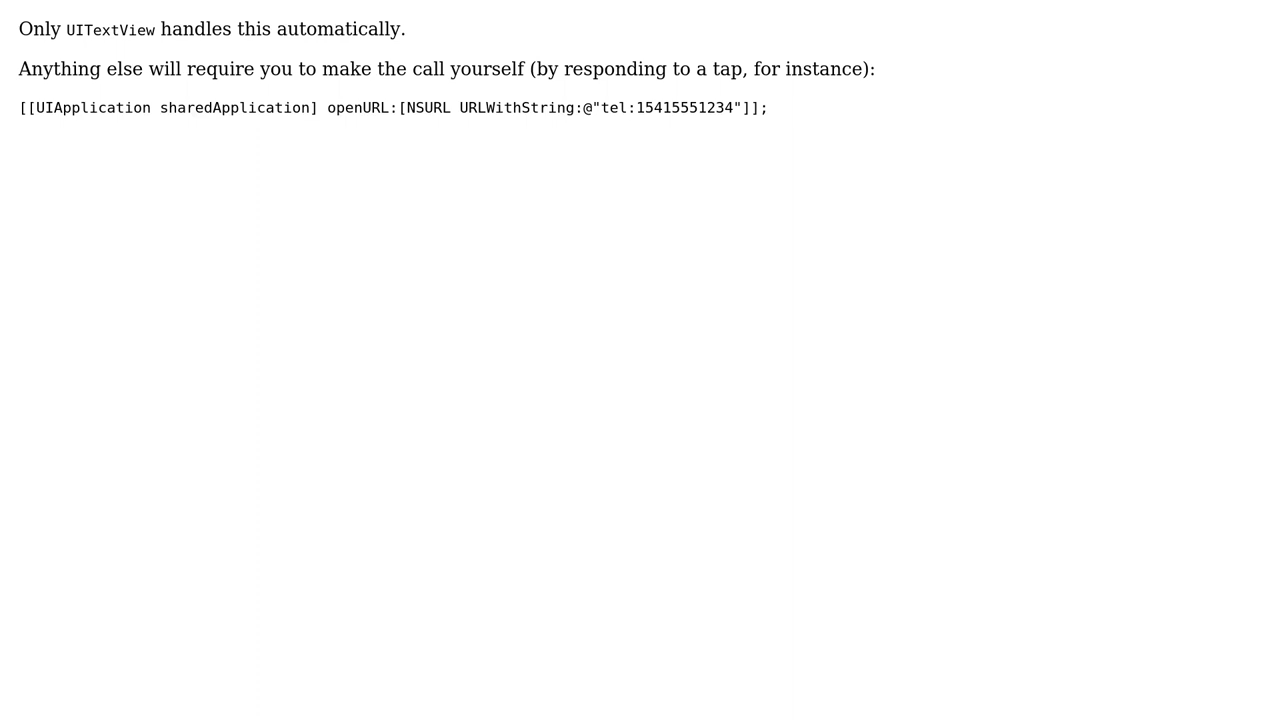 Only UITextView handles this automatically.
Anything else will require you to make the call yourself (by responding to a tap, for instance):
[[UIApplication sharedApplication] openURL:[NSURL URLWithString:@"tel:15415551234"]];